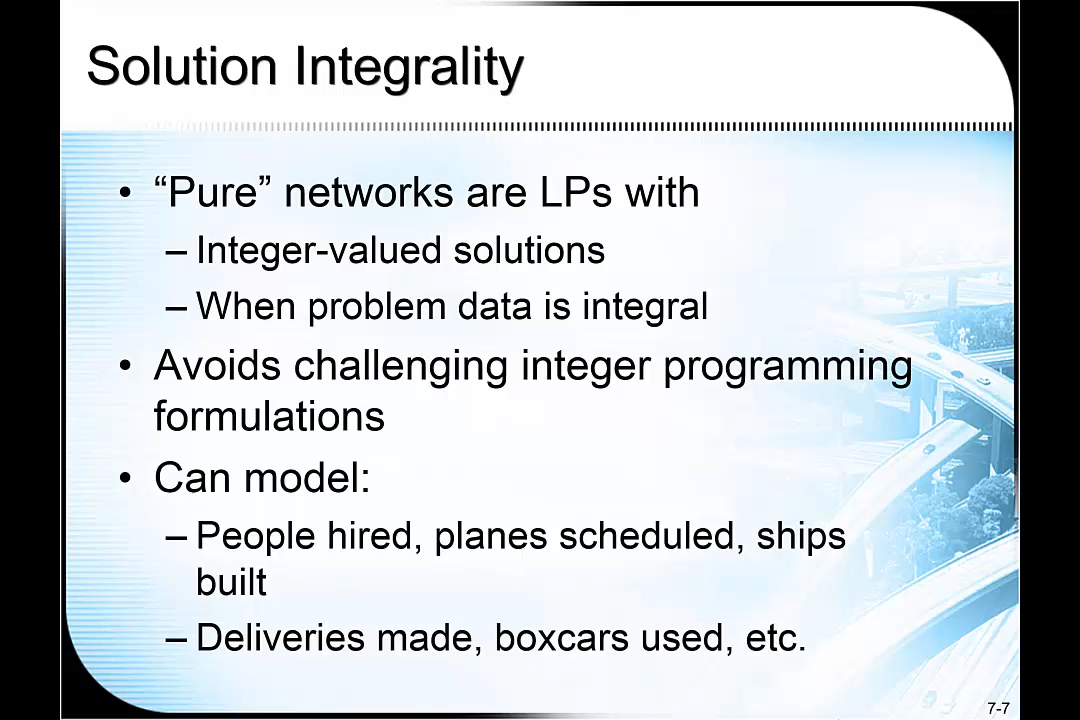 Solution Integrality
• “Pure” networks are LPs with
– Integer-valued solutions
– When problem data is integral
• Avoids challenging integer programming
formulations
• Can model:
– People hired, planes scheduled, ships
built
– Deliveries made, boxcars used, etc.
7-7